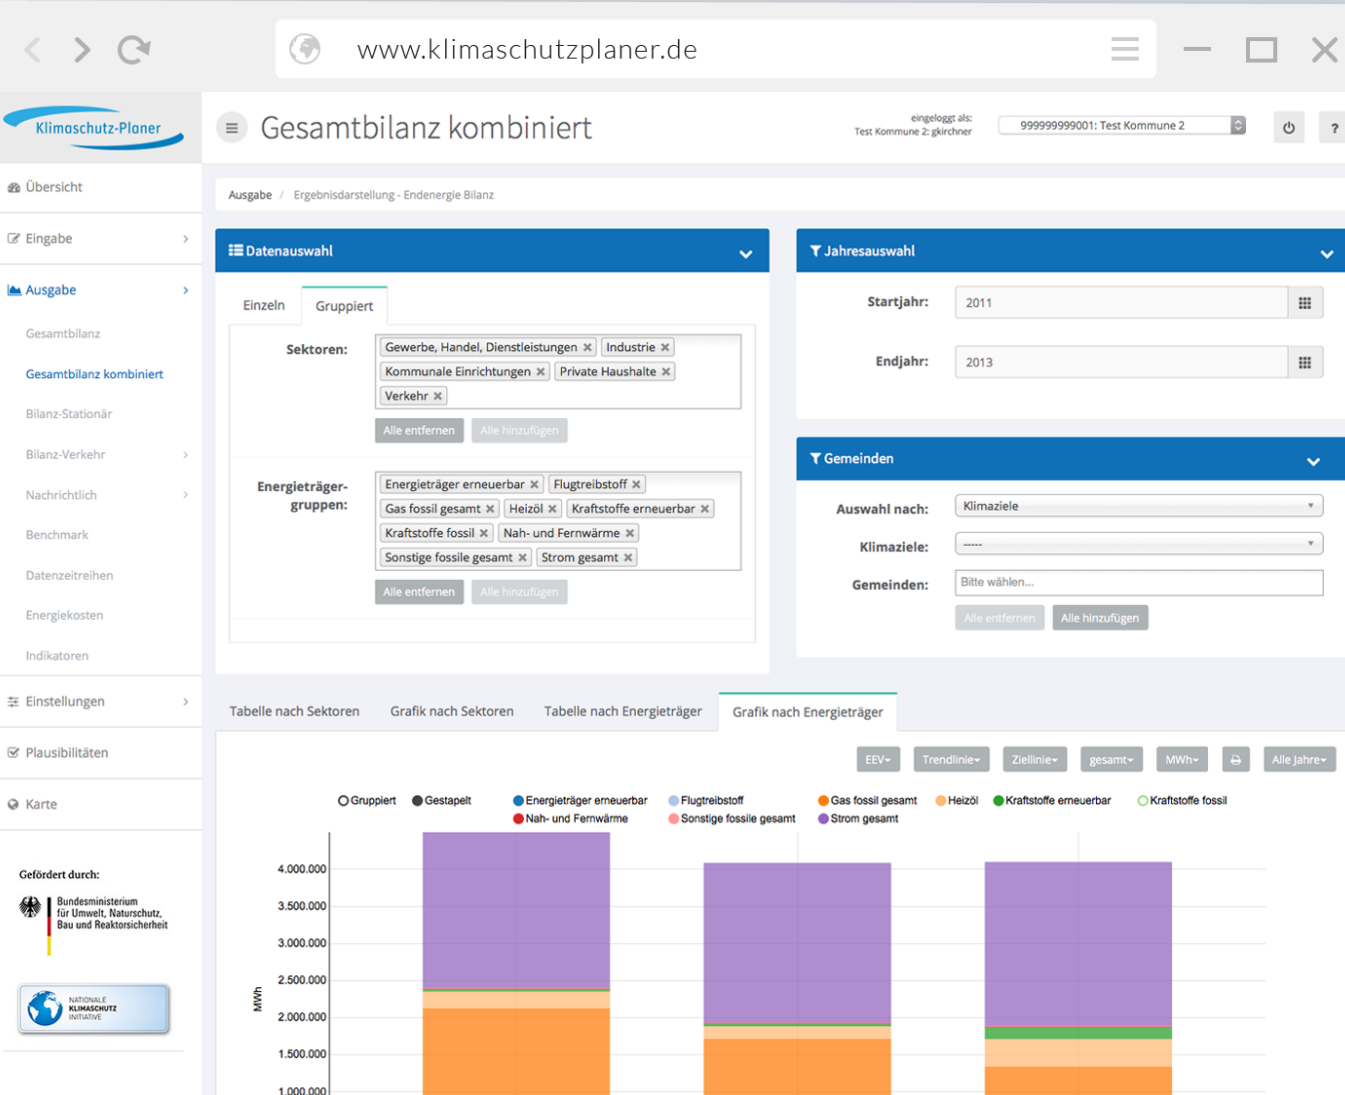 www.klimaschutzplaner.de
Klimaschutz-Planer
Gesamtbilanz kombiniert
eingeloggt als:
Test Kommune 2: gkirchner
999999999001: Test Kommune 2
?
Übersicht
Eingabe
Ausgabe
Gesamtbilanz
Gesamtbilanz kombiniert
Bilanz-Stationär
Bilanz-Verkehr
Nachrichtlich
Benchmark
Datenzeitreihen
Energiekosten
Indikatoren
Einstellungen
Plausibilitäten
Karte
Gefördert durch:
Bundesministerium
für Umwelt, Naturschutz,
Bau und Reaktorsicherheit
NATIONALE
KLIMASCHUTZ
INITIATIVE
Ausgabe / Ergebnisdarstellung - Endenergie Bilanz
Datenauswahl
Einzeln Gruppiert
Sektoren:
Gewerbe, Handel, Dienstleistungen × Industrie ×
Kommunale Einrichtungen × Private Haushalte ×
Verkehr ×
Alle entfernen Alle hinzufügen
Energieträger-
gruppen:
Energieträger erneuerbar × Flugtreibstoff ×
Gas fossil gesamt × Heizöl × Kraftstoffe erneuerbar ×
Kraftstoffe fossil × Nah- und Fernwärme ×
Sonstige fossile gesamt × Strom gesamt ×
Alle entfernen Alle hinzufügen
Jahresauswahl
Startjahr: 2011
Endjahr: 2013
Gemeinden
Auswahl nach: Klimaziele
Klimaziele: -----
Gemeinden: Bitte wählen...
Alle entfernen Alle hinzufügen
Tabelle nach Sektoren Grafik nach Sektoren Tabelle nach Energieträger Grafik nach Energieträger
EEV Trendlinie Ziellinie gesamt MWh Alle Jahre
Gruppiert Gestapelt Energieträger erneuerbar Flugtreibstoff Gas fossil gesamt Heizöl Kraftstoffe erneuerbar Kraftstoffe fossil
Nah- und Fernwärme Sonstige fossile gesamt Strom gesamt
MWh
4.000.000
3.500.000
3.000.000
2.500.000
2.000.000
1.500.000
1.000.000